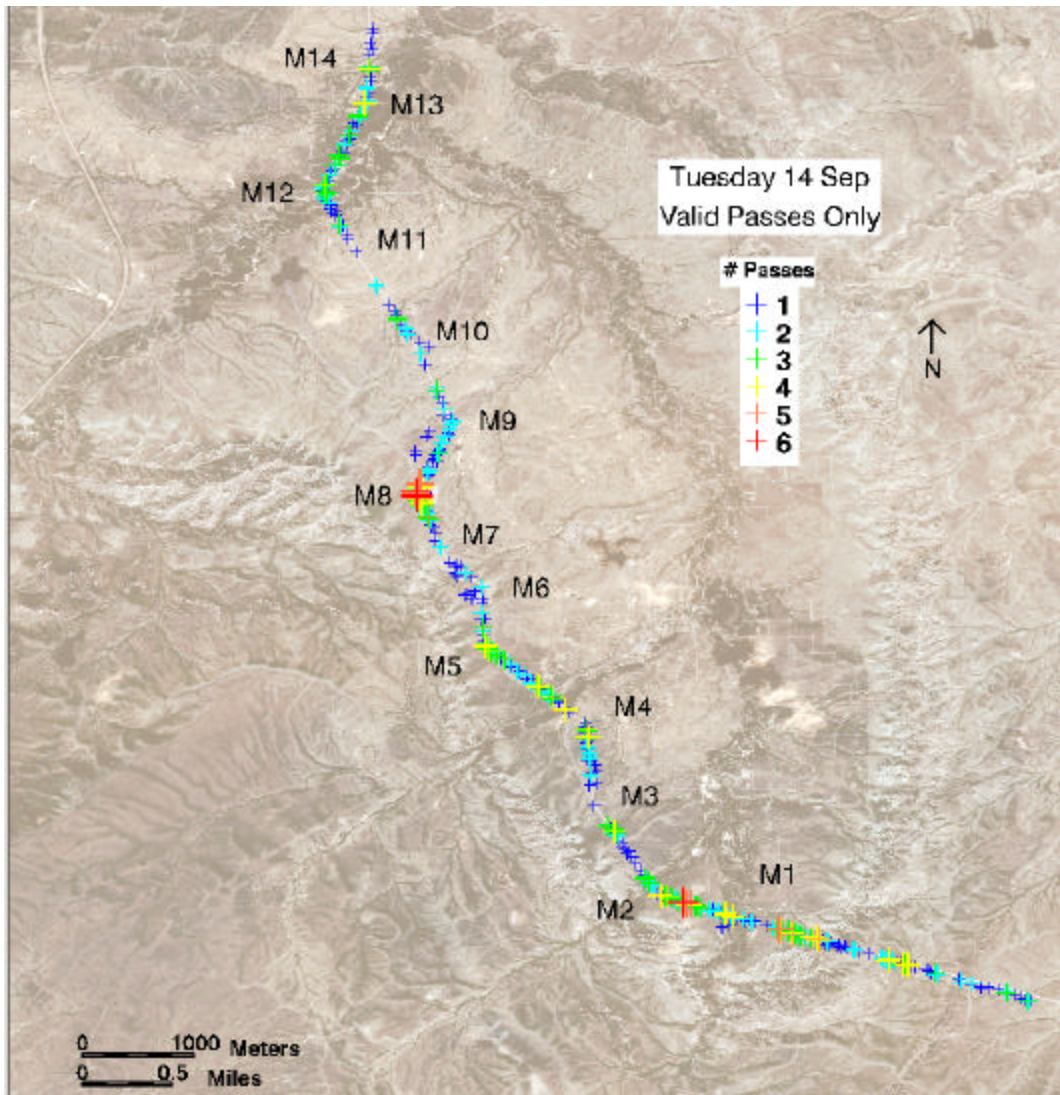 M14
M13
Tuesday 14 Sep
Valid Passes Only
M12
M11
# Passes
1
2
3
4
5
6
N
M10
M9
M8
M7
M6
M5
M4
M3
M1
M2
0 1000 Meters
0 0.5 Miles